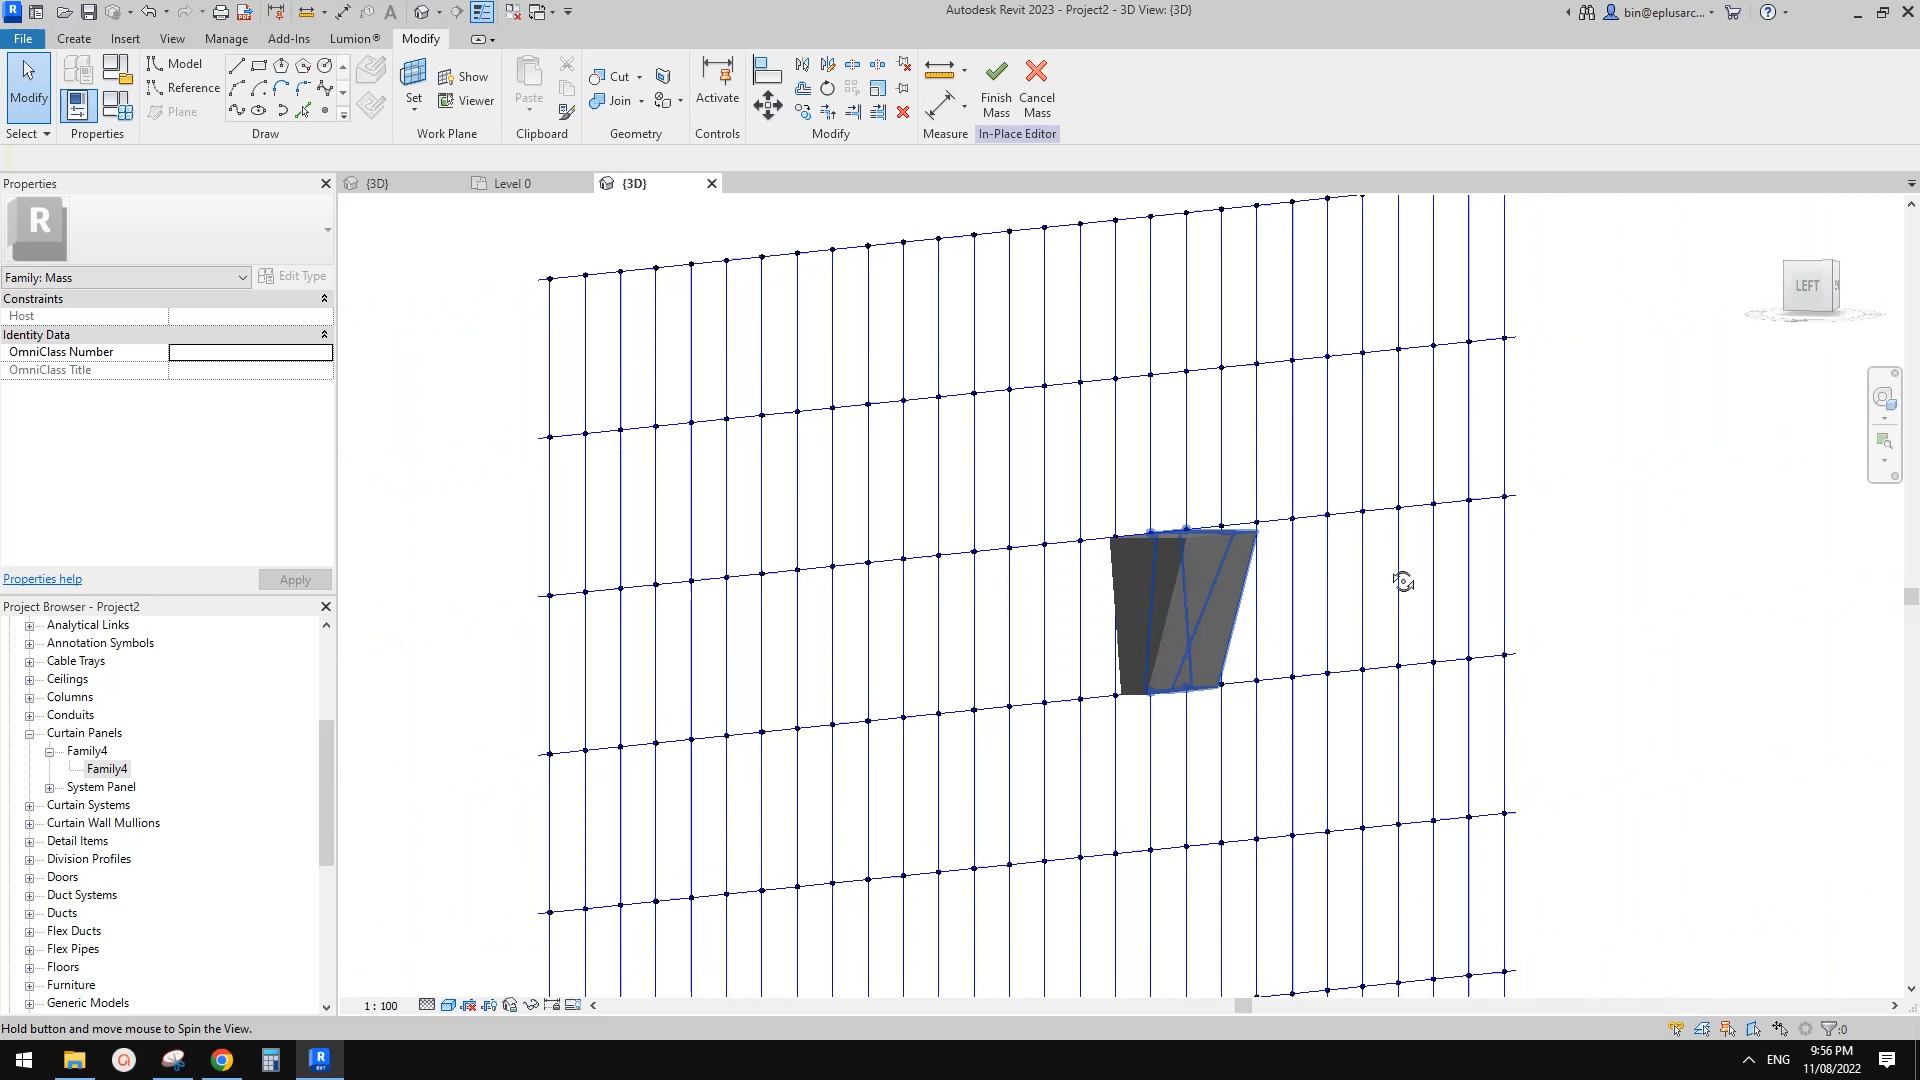 Autodesk Revit 2023 - Project2 - 3D View: {3D}
bin@eplusarc...
File
Create
Insert
View
Manage
Add-Ins
Lumion®
Modify
Modify
Select
Properties
Model
Reference
Plane
Draw
Set
Show
Viewer
Work Plane
Paste
Clipboard
Cut
Join
Geometry
Activate
Controls
Modify
Measure
Finish
Mass
Cancel
Mass
In-Place Editor
Properties
{3D}
Level 0
{3D}
R
Family: Mass
Edit Type
Constraints
Host
Identity Data
OmniClass Number
OmniClass Title
LEFT
Properties help
Apply
Project Browser - Project2
Analytical Links
Annotation Symbols
Cable Trays
Ceilings
Columns
Conduits
Curtain Panels
Family4
Family4
System Panel
Curtain Systems
Curtain Wall Mullions
Detail Items
Division Profiles
Doors
Duct Systems
Ducts
Flex Ducts
Flex Pipes
Floors
Furniture
Generic Models
1 : 100
Hold button and move mouse to Spin the View.
:0
ENG
9:56 PM
11/08/2022